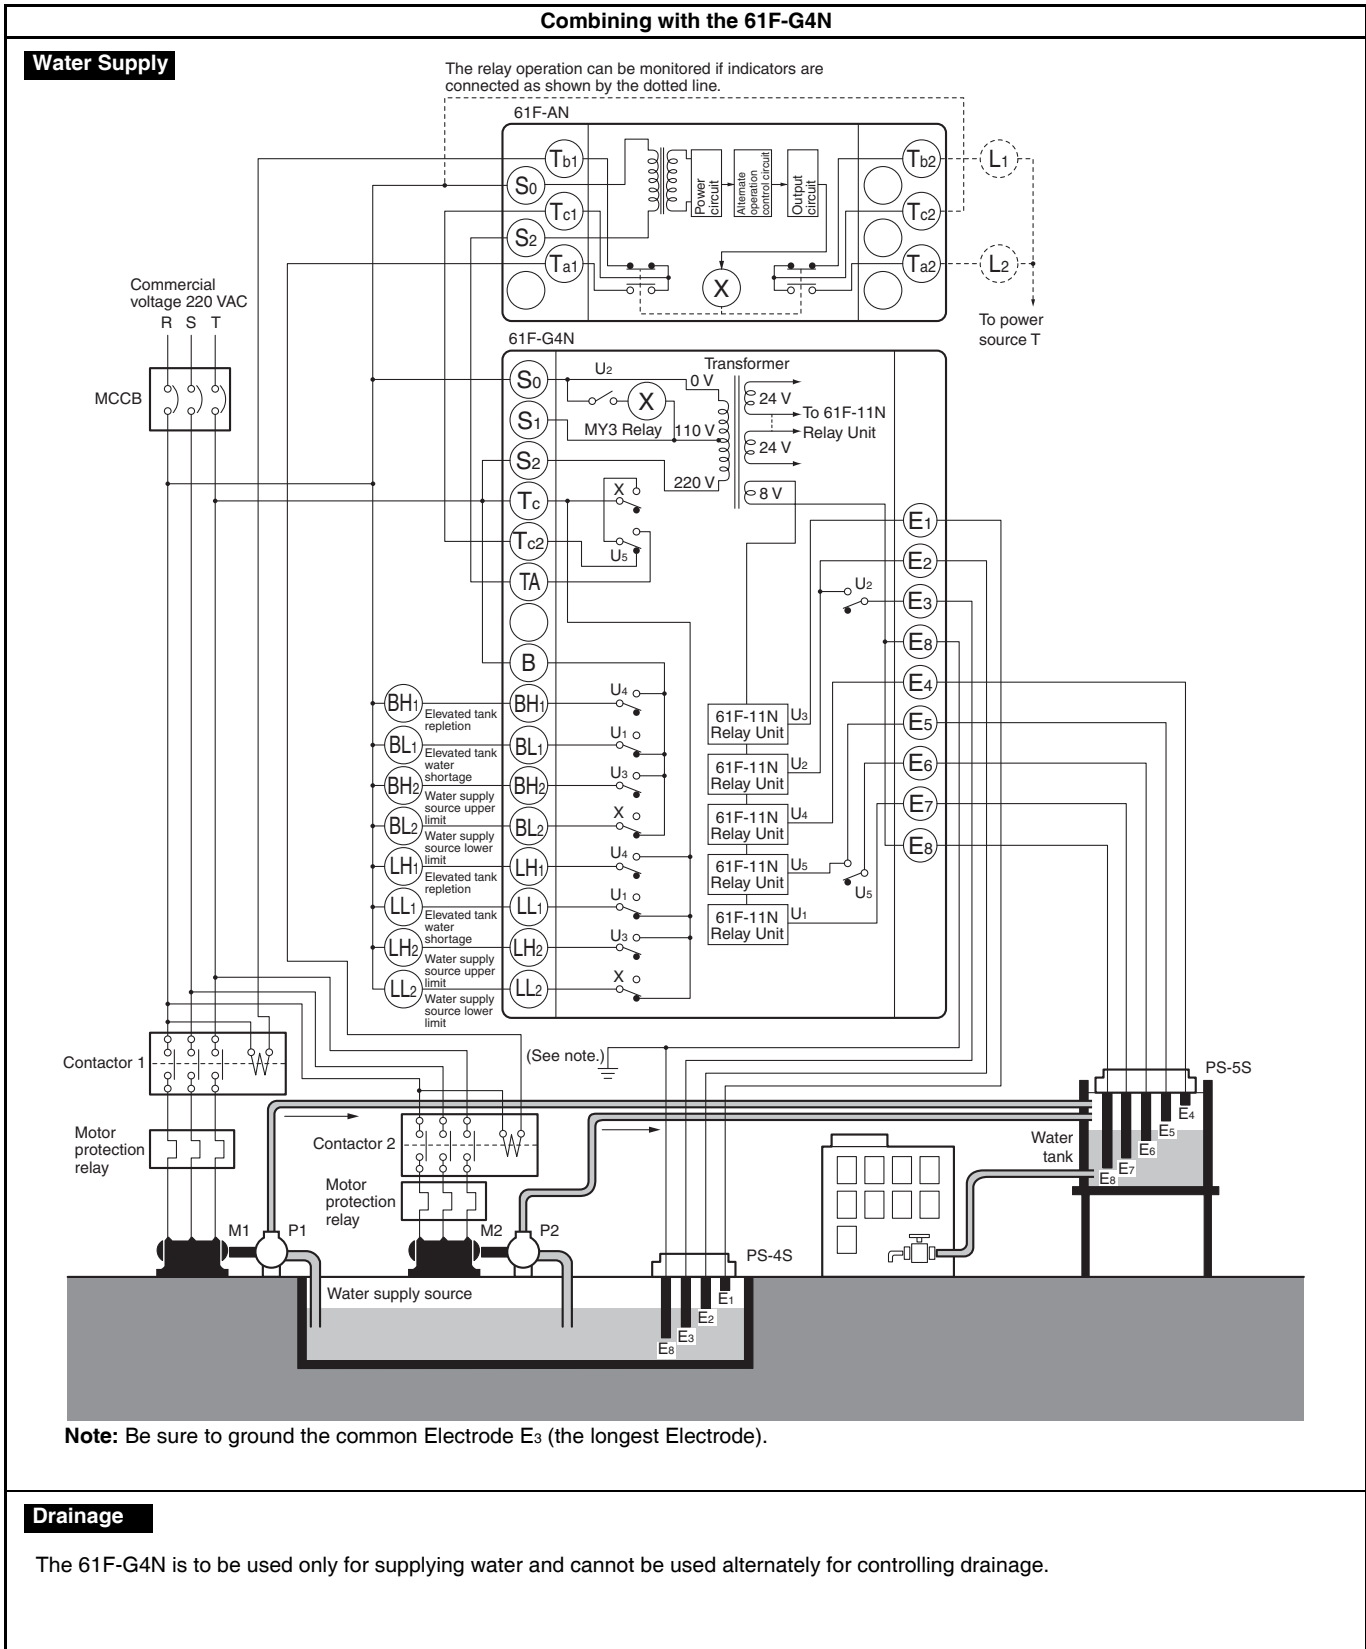 Combining with the 61F-G4N
Water Supply
The relay operation can be monitored if indicators are
connected as shown by the dotted line.
61F-AN
Tb1
S0
Tc1
S2
Ta1
Power
circuit
Alternate
operation
control circuit
Output
circuit
X
Tb2
Tc2
Ta2
L1
L2
To power
source T
Commercial
voltage 220 VAC
R S T
MCCB
61F-G4N
S0
S1
S2
Tc
Tc2
TA
B
U2
X
MY3 Relay
Transformer
0 V
110 V
220 V
24 V
24 V
8 V
To 61F-11N
Relay Unit
X
U5
E1
E2
E3
E8
E4
E5
E6
E7
E8
U2
BH1
Elevated tank
repletion
BH1
U4
BL1
Elevated tank
water
shortage
BL1
U1
BH2
Water supply
source upper
limit
BH2
U3
BL2
Water supply
source lower
limit
BL2
X
LH1
Elevated tank
repletion
LH1
U4
LL1
Elevated tank
water
shortage
LL1
U1
LH2
Water supply
source upper
limit
LH2
U3
LL2
Water supply
source lower
limit
LL2
X
61F-11N
Relay Unit
U3
61F-11N
Relay Unit
U2
61F-11N
Relay Unit
U4
61F-11N
Relay Unit
U5
U5
61F-11N
Relay Unit
U1
(See note.)
Contactor 1
Motor
protection
relay
Contactor 2
Motor
protection
relay
M1
P1
M2
P2
PS-4S
E1
E2
E3
E8
Water supply source
PS-5S
Water
tank
E4
E5
E6
E7
E8
Note: Be sure to ground the common Electrode E3 (the longest Electrode).
Drainage
The 61F-G4N is to be used only for supplying water and cannot be used alternately for controlling drainage.